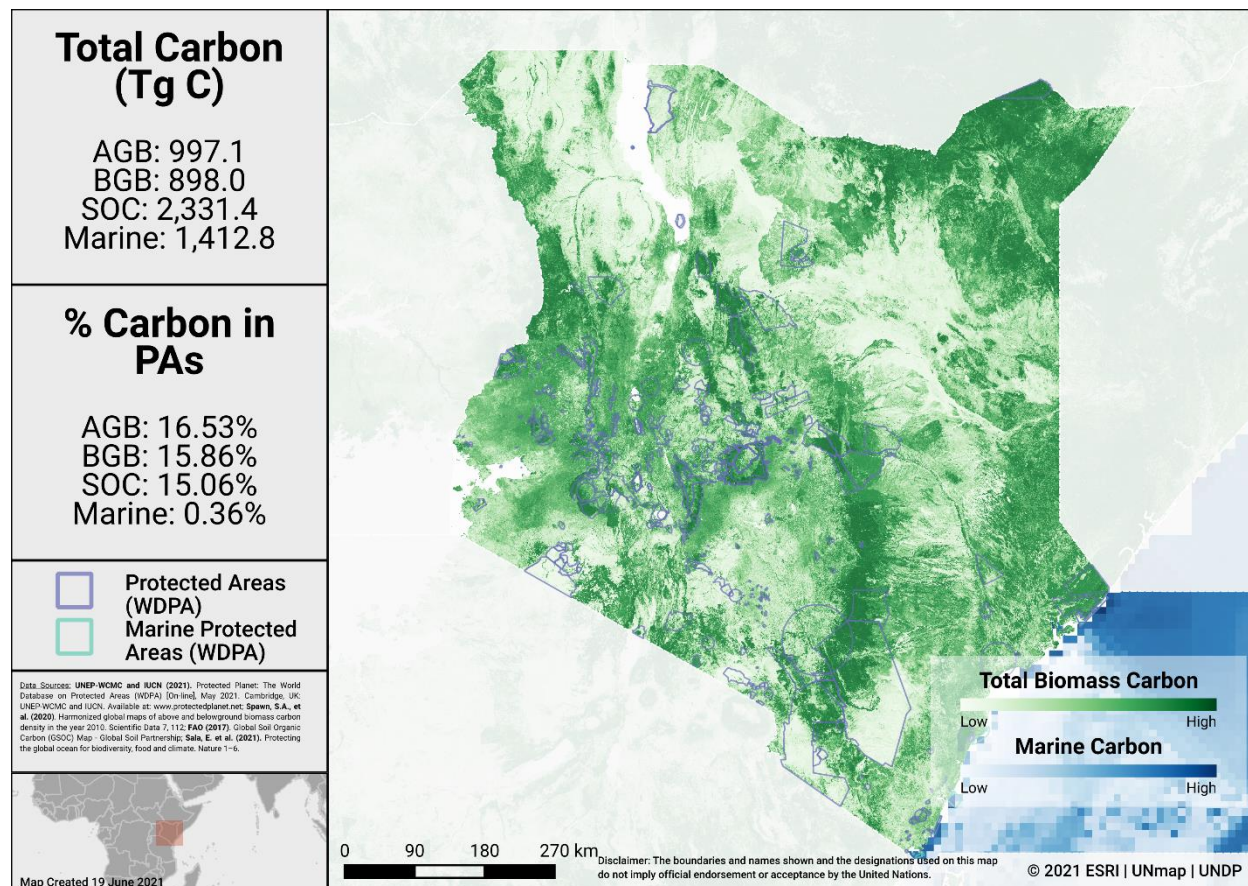 Total Carbon
(Tg C)
AGB: 997.1
BGB: 898.0
SOC: 2,331.4
Marine: 1,412.8
% Carbon in
PAs
AGB: 16.53%
BGB: 15.86%
SOC: 15.06%
Marine: 0.36%
Protected Areas
(WDPA)
Marine Protected
Areas (WDPA)
Data Sources: UNEP-WCMC and IUCN (2021). Protected Planet: The World
Database on Protected Areas (WDPA) [On-line], May 2021. Cambridge, UK:
UNEP-WCMC and IUCN. Available at: www.protectedplanet.net; Spawn, S.A., et
al. (2020). Harmonized global maps of above and belowground biomass carbon
density in the year 2010. Scientific Data 7, 112; FAO (2017). Global Soil Organic
Carbon (GSOC) Map - Global Soil Partnership; Sala, E. et al. (2021). Protecting
the global ocean for biodiversity, food and climate. Nature 1–6.
Map Created 19 June 2021
Total Biomass Carbon
Low High
Marine Carbon
Low High
0 90 180 270 km
Disclaimer: The boundaries and names shown and the designations used on this map
do not imply official endorsement or acceptance by the United Nations.
© 2021 ESRI | UNmap | UNDP